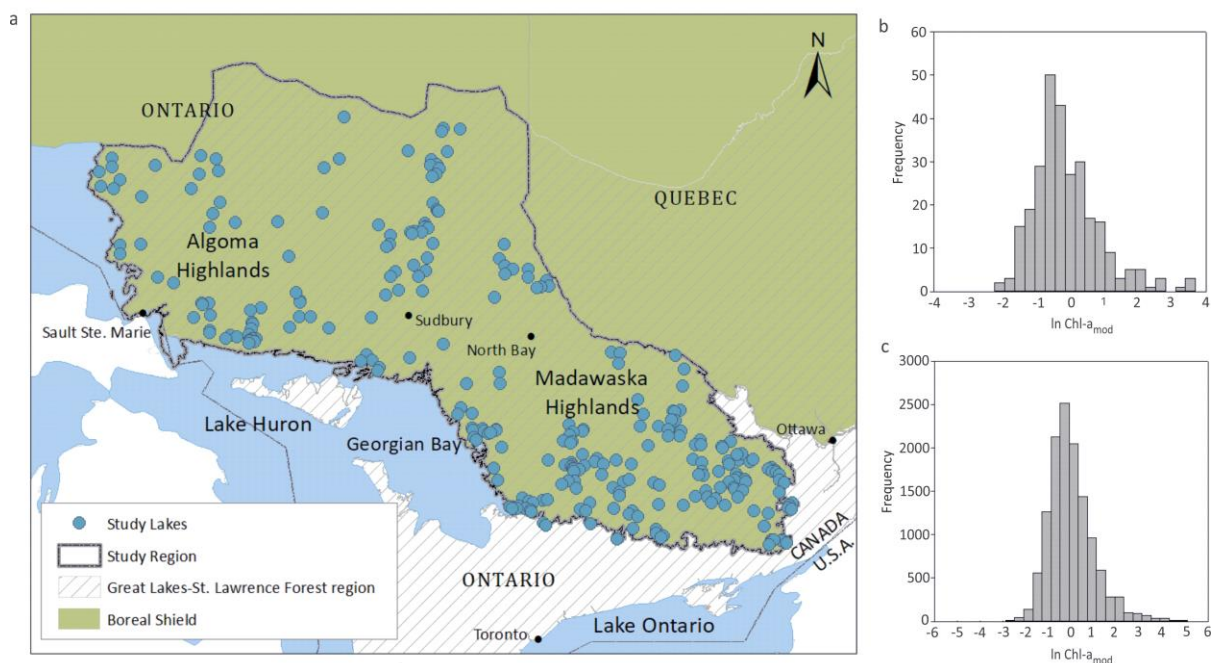 a
N
ONTARIO
QUEBEC
Algoma
Highlands
Sault Ste. Marie
Sudbury
North Bay
Madawaska
Highlands
Lake Huron
Georgian Bay
Ottawa
CANADA
U.S.A.
ONTARIO
Toronto
Lake Ontario
Study Lakes
Study Region
Great Lakes-St. Lawrence Forest region
Boreal Shield
b
60
50
40
30
20
10
0
Frequency
-4 -3 -2 -1 0 1 2 3 4
ln Chl-amod
c
3000
2500
2000
1500
1000
500
0
Frequency
-6 -5 -4 -3 -2 -1 0 1 2 3 4 5 6
ln Chl-amod